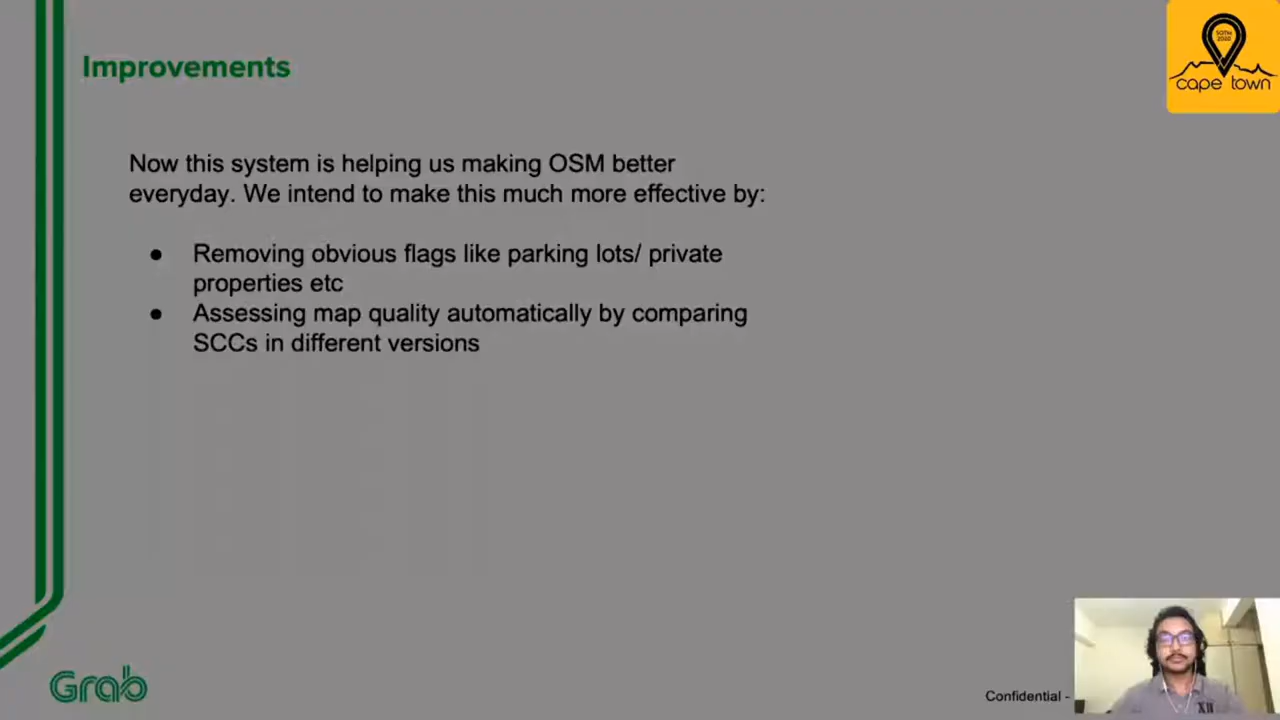 Improvements
SOTM
2020
cape town
Now this system is helping us making OSM better
everyday. We intend to make this much more effective by:
● Removing obvious flags like parking lots/ private
properties etc
● Assessing map quality automatically by comparing
SCCs in different versions
Grab
Confidential -